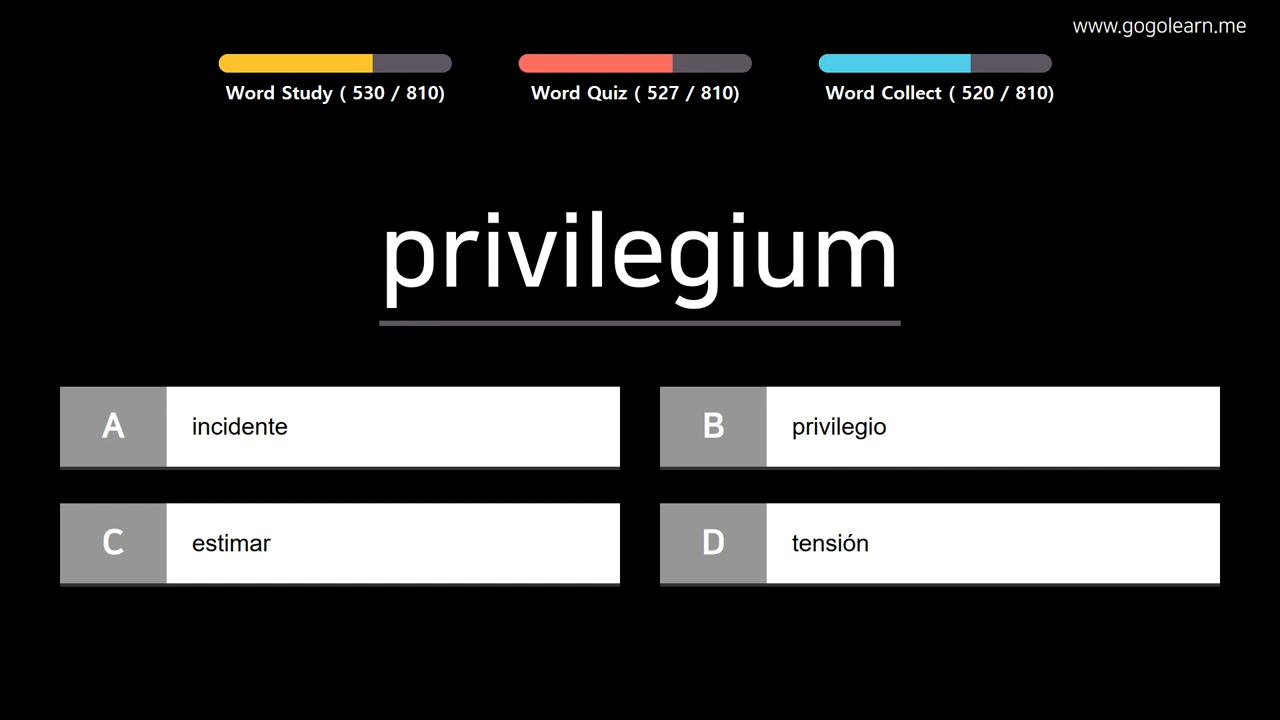 www.gogolearn.me
Word Study ( 530 / 810)
Word Quiz ( 527 / 810)
Word Collect ( 520 / 810)
privilegium
A incidente
B privilegio
C estimar
D tensión